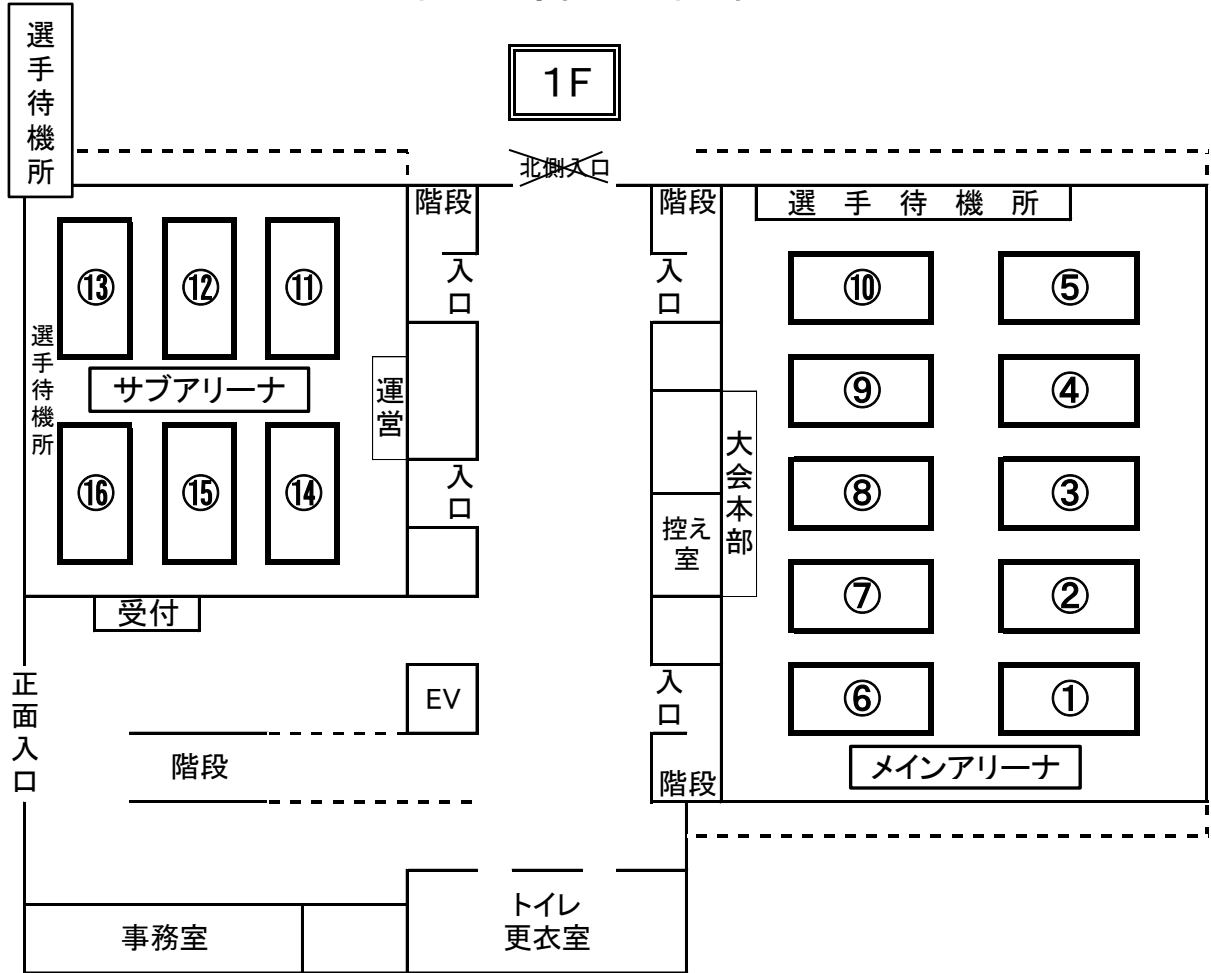 選手待機所
1F
北側入口
階段
階段
選手待機所
⑬
⑫
⑪
入口
入口
⑩
⑤
選手待機所
サブアリーナ
運営
⑨
④
大会本部
⑯
⑮
⑭
入口
控え室
⑧
③
受付
⑦
②
正面入口
EV
入口
⑥
①
階段
階段
メインアリーナ
トイレ
更衣室
事務室